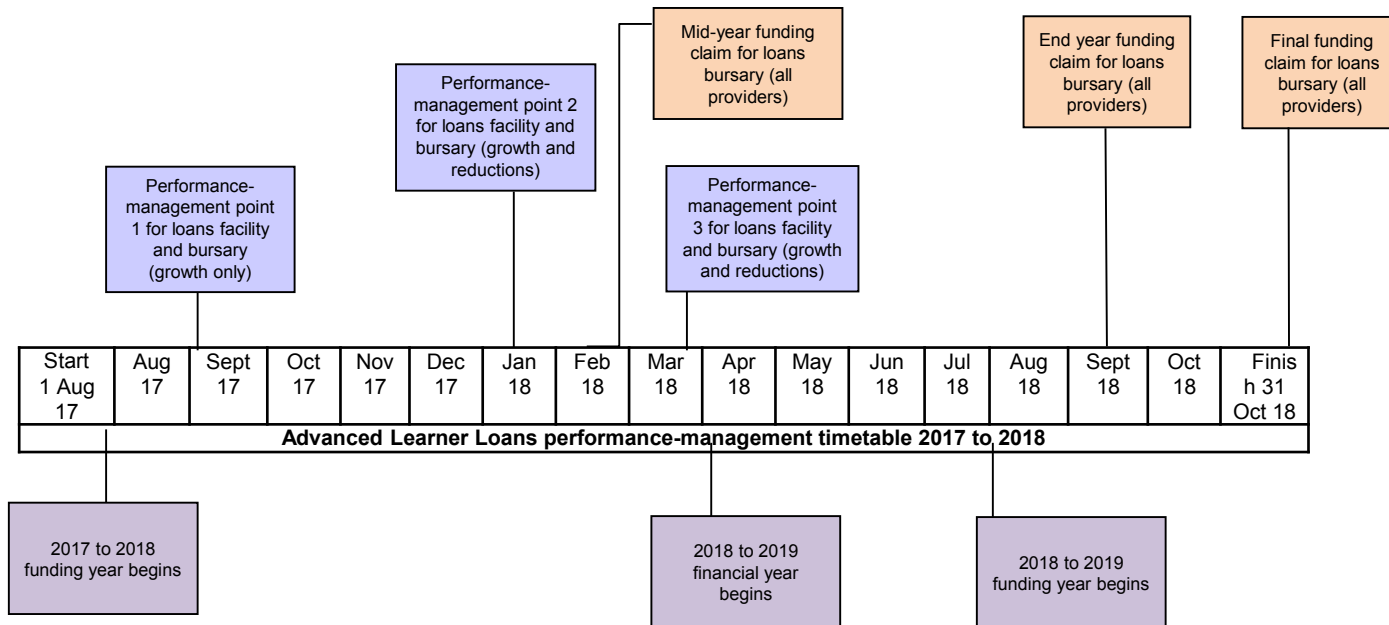 Mid-year funding
claim for loans
bursary (all
providers)
End year funding
claim for loans
bursary (all
providers)
Final funding
claim for loans
bursary (all
providers)
Performance-
management point 2
for loans facility and
bursary (growth and
reductions)
Performance-
management point
1 for loans facility
and bursary
(growth only)
Performance-
management point
3 for loans facility
and bursary (growth
and reductions)
Start
1 Aug
17
Aug
17
Sept
17
Oct
17
Nov
17
Dec
17
Jan
18
Feb
18
Mar
18
Apr
18
May
18
Jun
18
Jul
18
Aug
18
Sept
18
Oct
18
Finis
h 31
Oct 18
Advanced Learner Loans performance-management timetable 2017 to 2018
2017 to 2018
funding year begins
2018 to 2019
financial year
begins
2018 to 2019
funding year begins